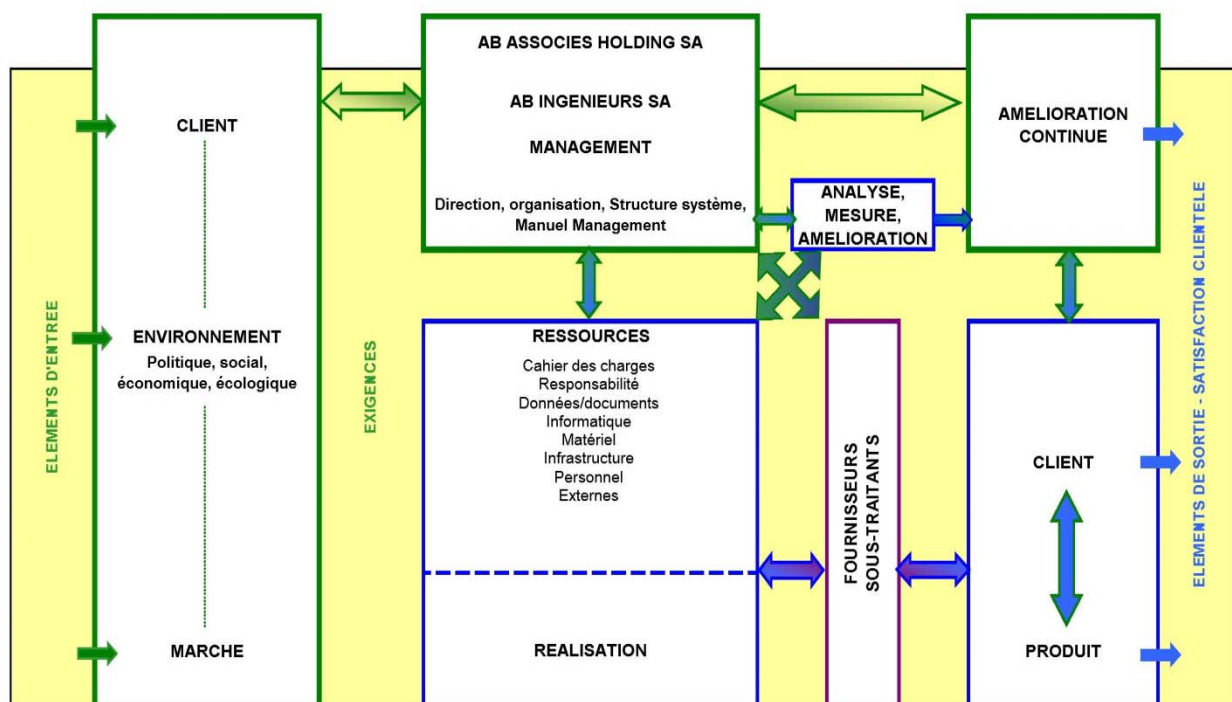 ELEMENTS D'ENTREE
CLIENT
ENVIRONNEMENT
Politique, social,
économique, écologique
MARCHE
EXIGENCES
AB ASSOCIES HOLDING SA
AB INGENIEURS SA
MANAGEMENT
Direction, organisation, Structure système,
Manuel Management
ANALYSE,
MESURE,
AMELIORATION
AMELIORATION
CONTINUE
RESSOURCES
Cahier des charges
Responsabilité
Données/documents
Informatique
Matériel
Infrastructure
Personnel
Externes
REALISATION
FOURNISSEURS
SOUS-TRAITANTS
CLIENT
PRODUIT
ELEMENTS DE SORTIE - SATISFACTION CLIENTELE